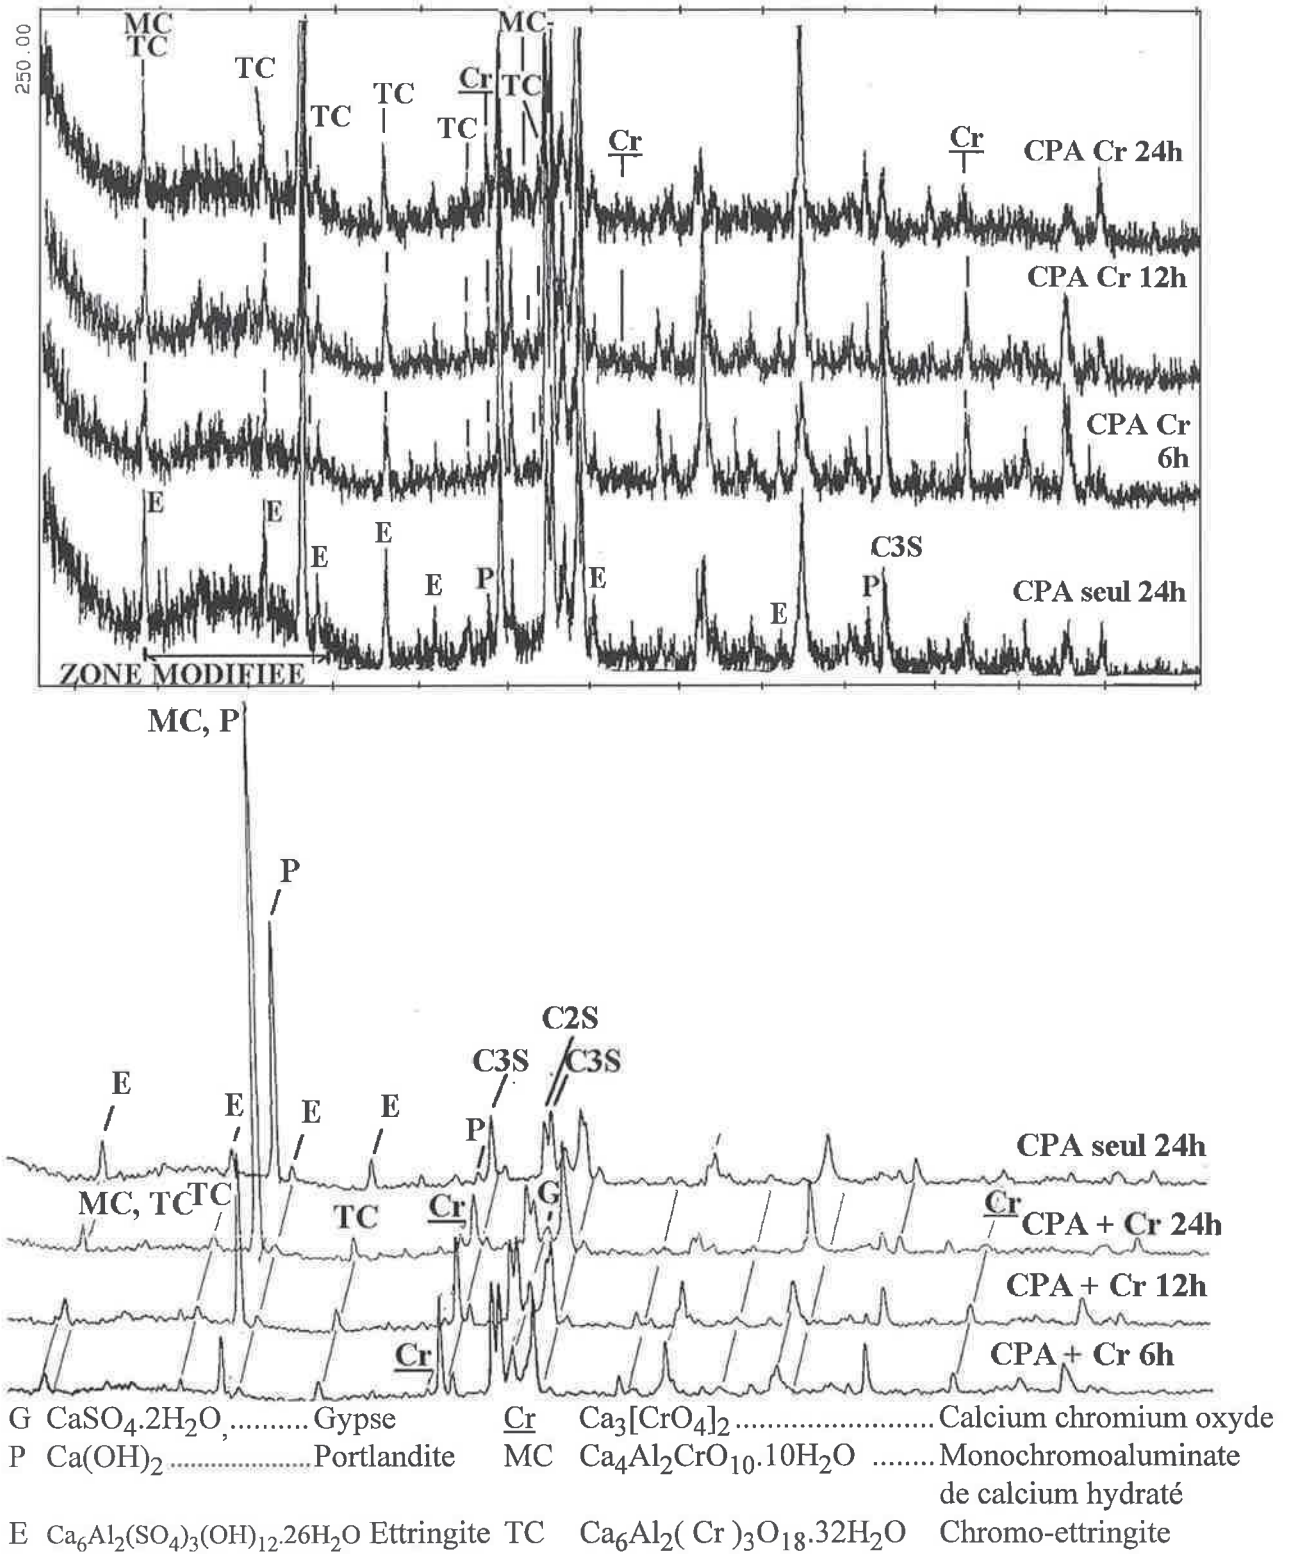 250.00
MC
TC
TC
TC
TC
TC
Cr
MC
TC
Cr
Cr
CPA Cr 24h
CPA Cr 12h
CPA Cr
6h
E
E
E
E
E
P
E
E
P
C3S
CPA seul 24h
ZONE MODIFIEE
MC, P
P
C2S
C3S
C3S
E
E
E
E
P
CPA seul 24h
MC, TC
TC
TC
Cr
G
Cr
CPA + Cr 24h
CPA + Cr 12h
Cr
CPA + Cr 6h
G CaSO4.2H2O, .......... Gypse Cr Ca3[CrO4]2 ......................... Calcium chromium oxyde
P Ca(OH)2 .................... Portlandite MC Ca4Al2CrO10.10H2O ........ Monochromoaluminate
de calcium hydraté
E Ca6Al2(SO4)3(OH)12.26H2O Ettringite TC Ca6Al2( Cr )3O18.32H2O Chromo-ettringite